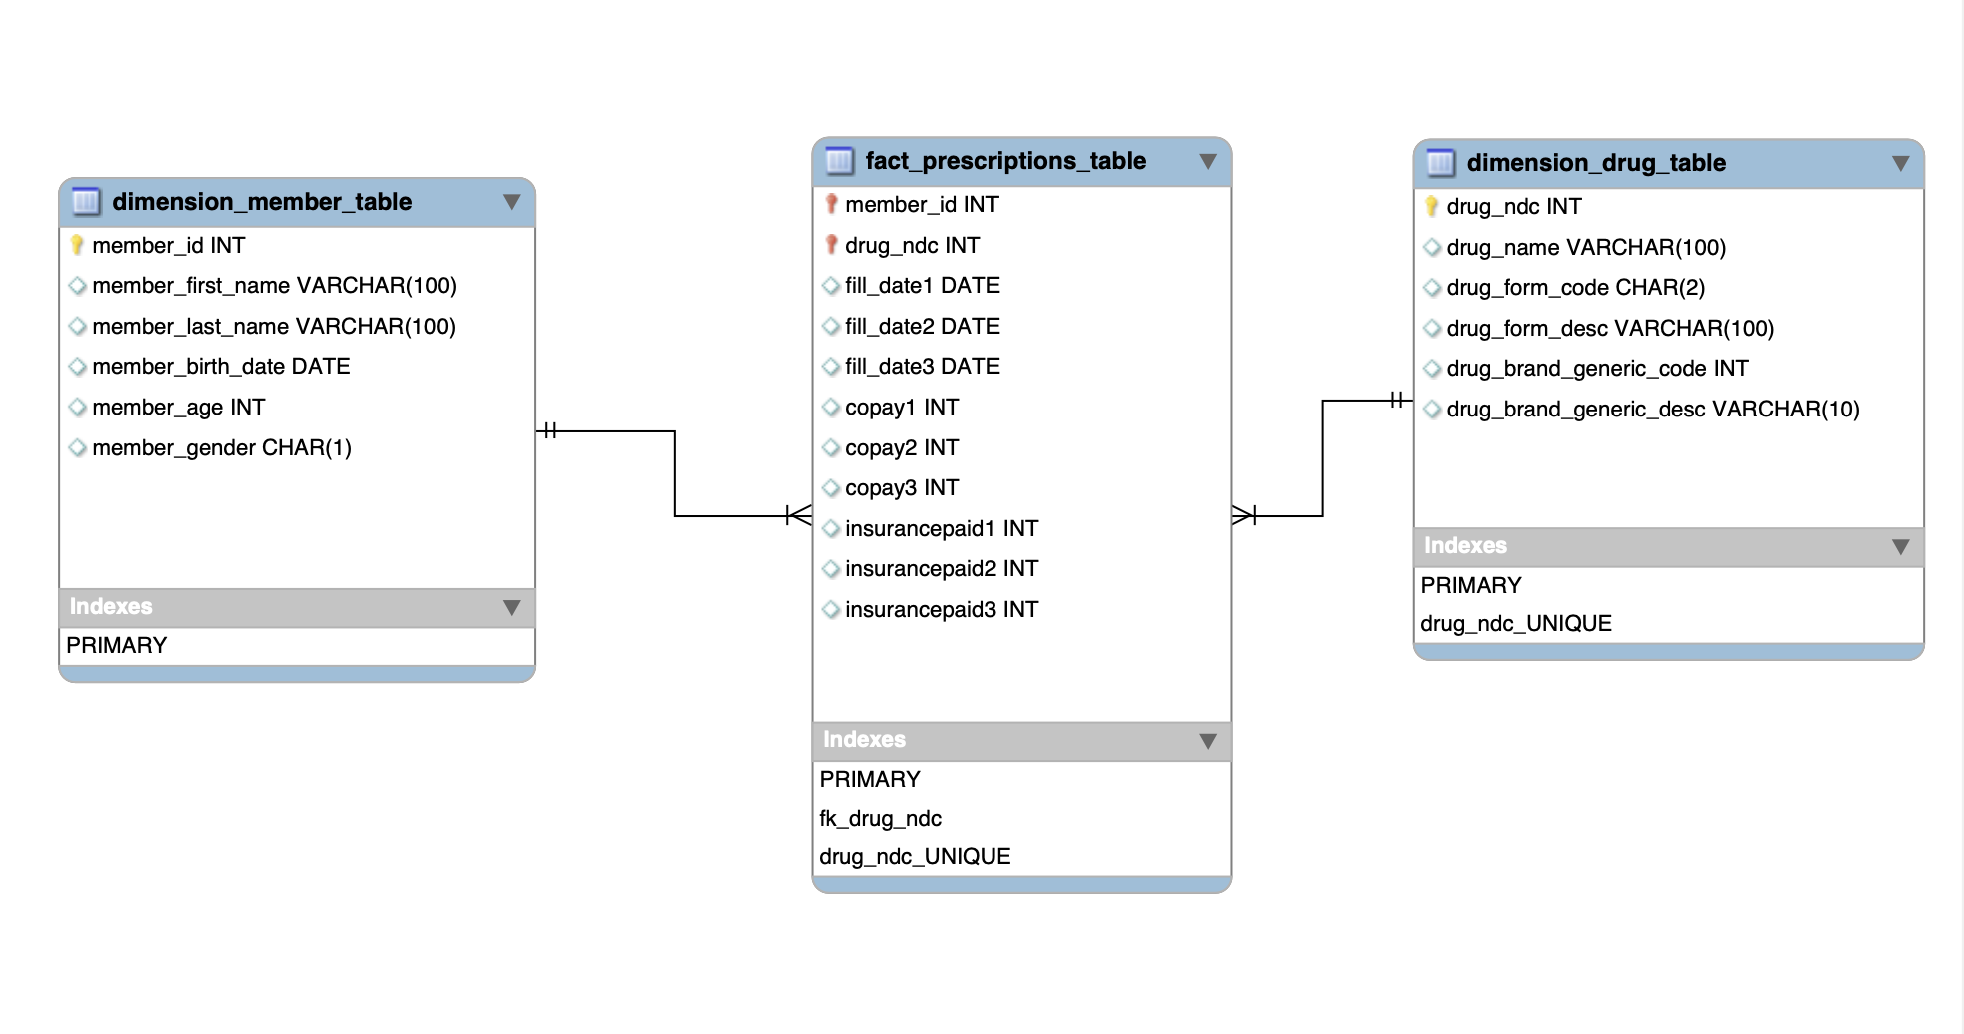 dimension_member_table
member_id INT
member_first_name VARCHAR(100)
member_last_name VARCHAR(100)
member_birth_date DATE
member_age INT
member_gender CHAR(1)
Indexes
PRIMARY
fact_prescriptions_table
member_id INT
drug_ndc INT
fill_date1 DATE
fill_date2 DATE
fill_date3 DATE
copay1 INT
copay2 INT
copay3 INT
insurancepaid1 INT
insurancepaid2 INT
insurancepaid3 INT
Indexes
PRIMARY
fk_drug_ndc
drug_ndc_UNIQUE
dimension_drug_table
drug_ndc INT
drug_name VARCHAR(100)
drug_form_code CHAR(2)
drug_form_desc VARCHAR(100)
drug_brand_generic_code INT
drug_brand_generic_desc VARCHAR(10)
Indexes
PRIMARY
drug_ndc_UNIQUE